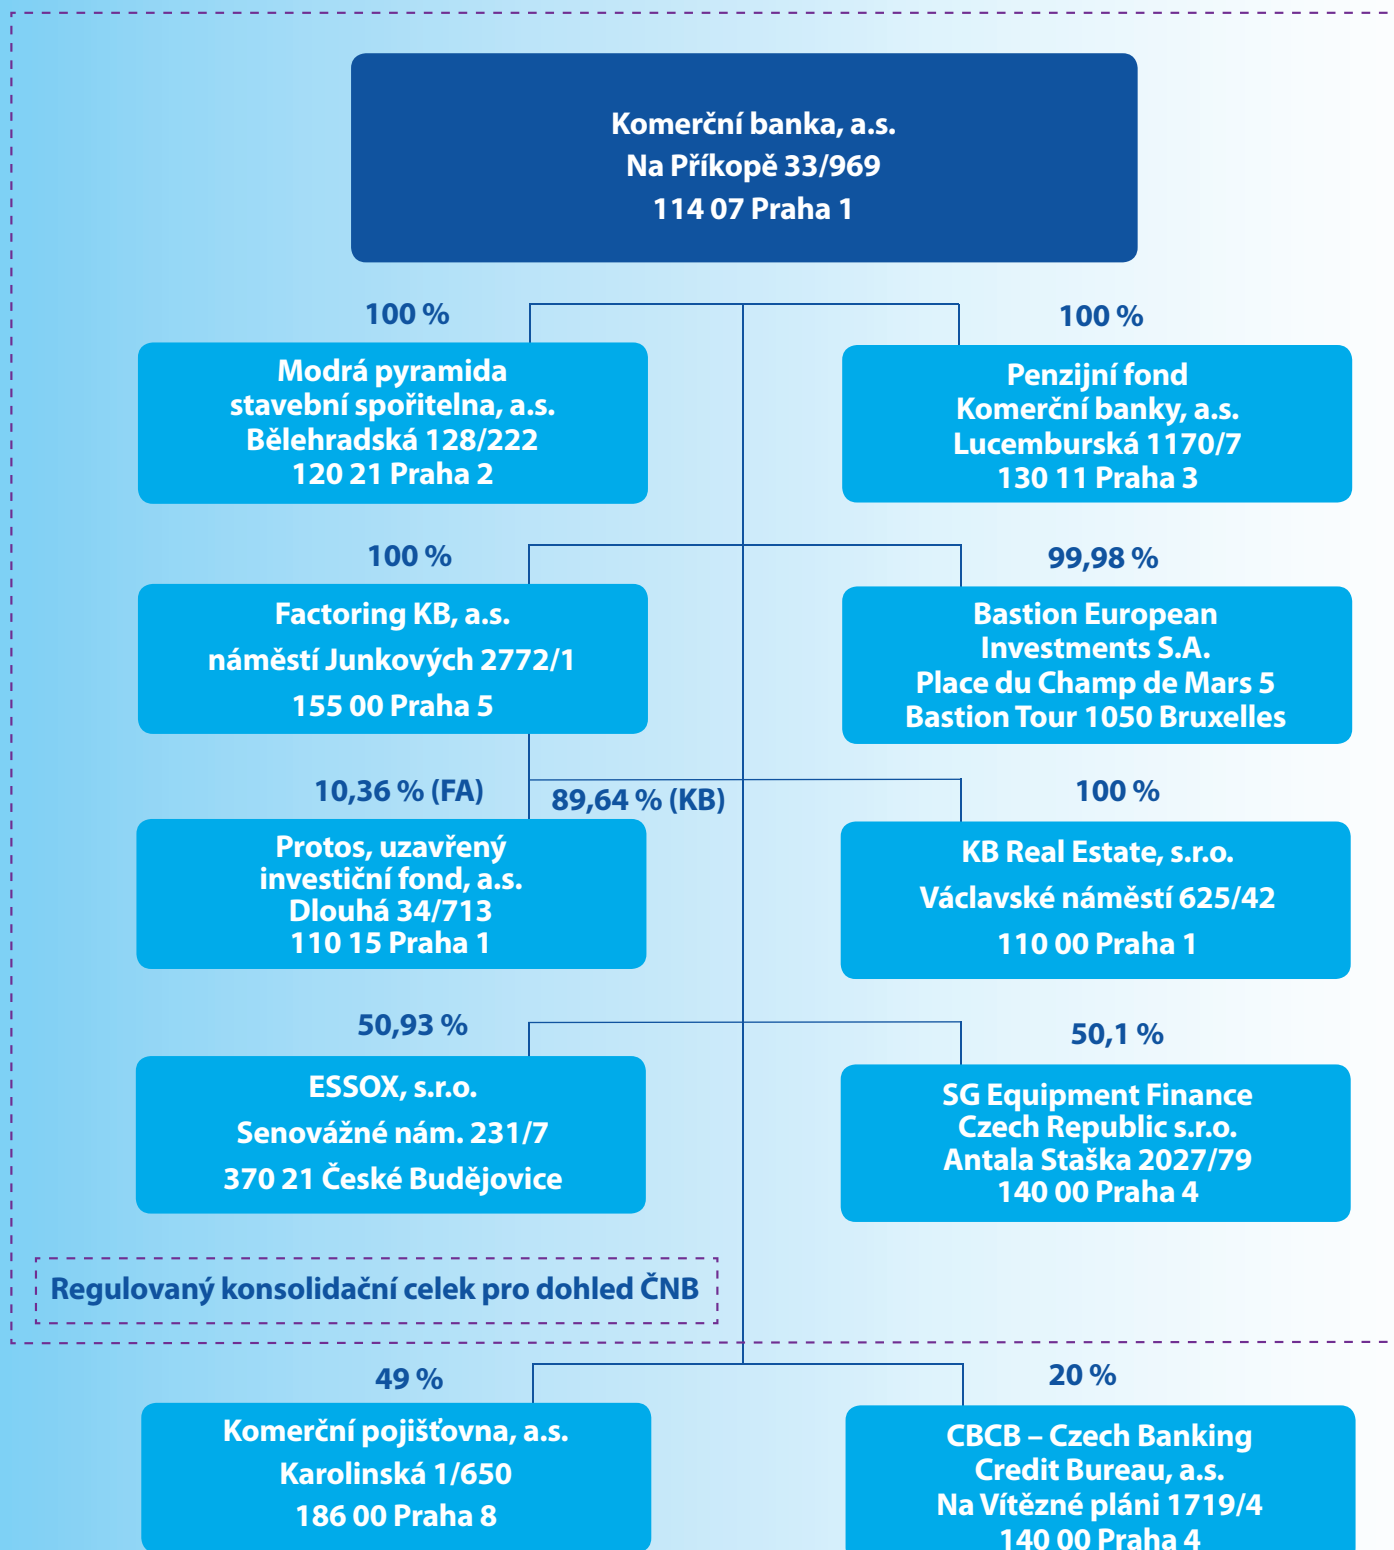 Komerční banka, a.s.
Na Příkopě 33/969
114 07 Praha 1
100 %
Modrá pyramida
stavební spořitelna, a.s.
Bělehradská 128/222
120 21 Praha 2
100 %
Penzijní fond
Komerční banky, a.s.
Lucemburská 1170/7
130 11 Praha 3
100 %
Factoring KB, a.s.
náměstí Junkových 2772/1
155 00 Praha 5
99,98 %
Bastion European
Investments S.A.
Place du Champ de Mars 5
Bastion Tour 1050 Bruxelles
10,36 % (FA)
89,64 % (KB)
Protos, uzavřený
investiční fond, a.s.
Dlouhá 34/713
110 15 Praha 1
100 %
KB Real Estate, s.r.o.
Václavské náměstí 625/42
110 00 Praha 1
50,93 %
ESSOX, s.r.o.
Senovážné nám. 231/7
370 21 České Budějovice
50,1 %
SG Equipment Finance
Czech Republic s.r.o.
Antala Staška 2027/79
140 00 Praha 4
Regulovaný konsolidační celek pro dohled ČNB
49 %
Komerční pojišťovna, a.s.
Karolinská 1/650
186 00 Praha 8
20 %
CBCB – Czech Banking
Credit Bureau, a.s.
Na Vítězné pláni 1719/4
140 00 Praha 4